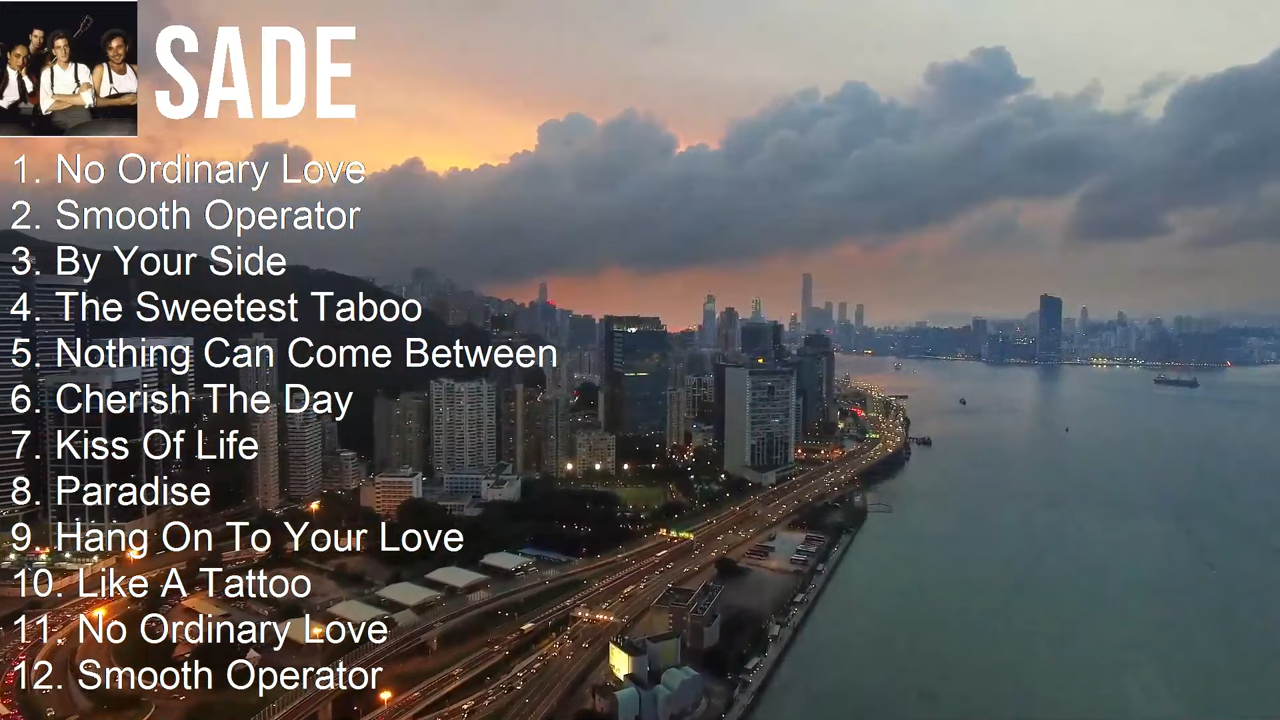 SADE
1. No Ordinary Love
2. Smooth Operator
3. By Your Side
4. The Sweetest Taboo
5. Nothing Can Come Between
6. Cherish The Day
7. Kiss Of Life
8. Paradise
9. Hang On To Your Love
10. Like A Tattoo
11. No Ordinary Love
12. Smooth Operator